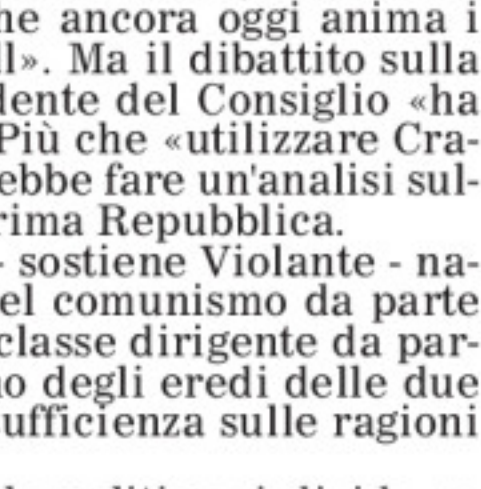 he ancora oggi anima i
ll». Ma il dibattito sulla
dente del Consiglio «ha
Più che «utilizzare Cra-
ebbe fare un'analisi sul-
rima Repubblica.
- sostiene Violante - na-
el comunismo da parte
classe dirigente da par-
o degli eredi delle due
ufficienza sulle ragioni